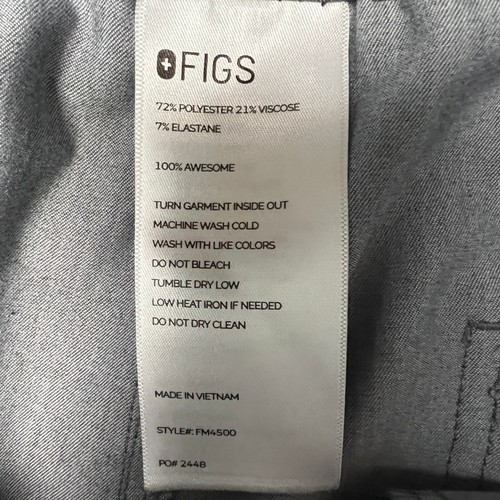 FIGS
72% POLYESTER 21% VISCOSE
7% ELASTANE
100% AWESOME
TURN GARMENT INSIDE OUT
MACHINE WASH COLD
WASH WITH LIKE COLORS
DO NOT BLEACH
TUMBLE DRY LOW
LOW HEAT IRON IF NEEDED
DO NOT DRY CLEAN
MADE IN VIETNAM
STYLE#: FM4500
PO# 2448